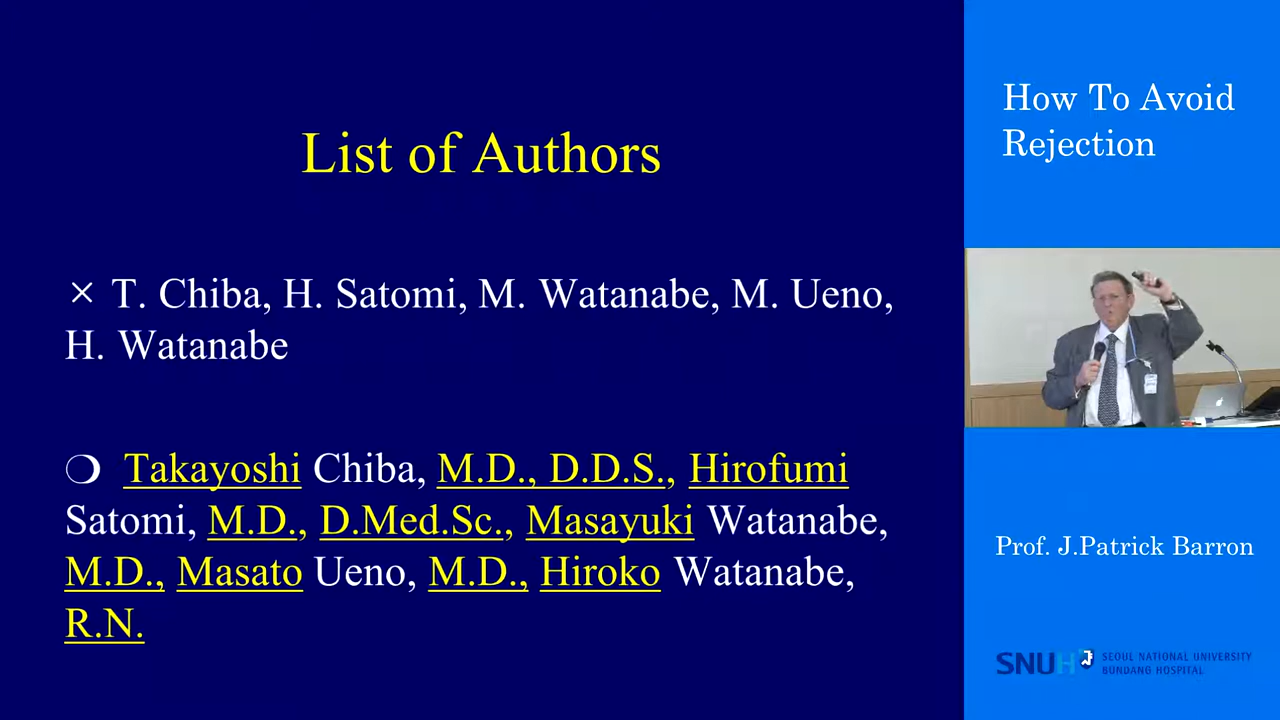 List of Authors
× T. Chiba, H. Satomi, M. Watanabe, M. Ueno,
H. Watanabe
❍ Takayoshi Chiba, M.D., D.D.S., Hirofumi
Satomi, M.D., D.Med.Sc., Masayuki Watanabe,
M.D., Masato Ueno, M.D., Hiroko Watanabe,
R.N.
How To Avoid
Rejection
Prof. J.Patrick Barron
SNUH
SEOUL NATIONAL UNIVERSITY
BUNDANG HOSPITAL